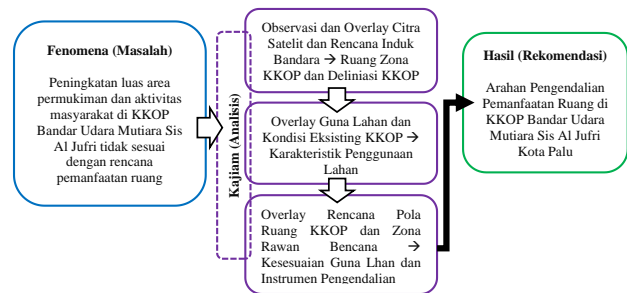 Fenomena (Masalah)
Peningkatan luas area
permukiman dan aktivitas
masyarakat di KKOP
Bandar Udara Mutiara Sis
Al Jufri tidak sesuai
dengan rencana
pemanfaatan ruang
Kajiam (Analisis)
Observasi dan Overlay Citra
Satelit dan Rencana Induk
Bandara → Ruang Zona
KKOP dan Deliniasi KKOP
Overlay Guna Lahan dan
Kondisi Eksisting KKOP →
Karakteristik Penggunaan
Lahan
Overlay Rencana Pola
Ruang KKOP dan Zona
Rawan Bencana →
Kesesuaian Guna Lhan dan
Instrumen Pengendalian
Hasil (Rekomendasi)
Arahan Pengendalian
Pemanfaatan Ruang di
KKOP Bandar Udara
Mutiara Sis Al Jufri
Kota Palu